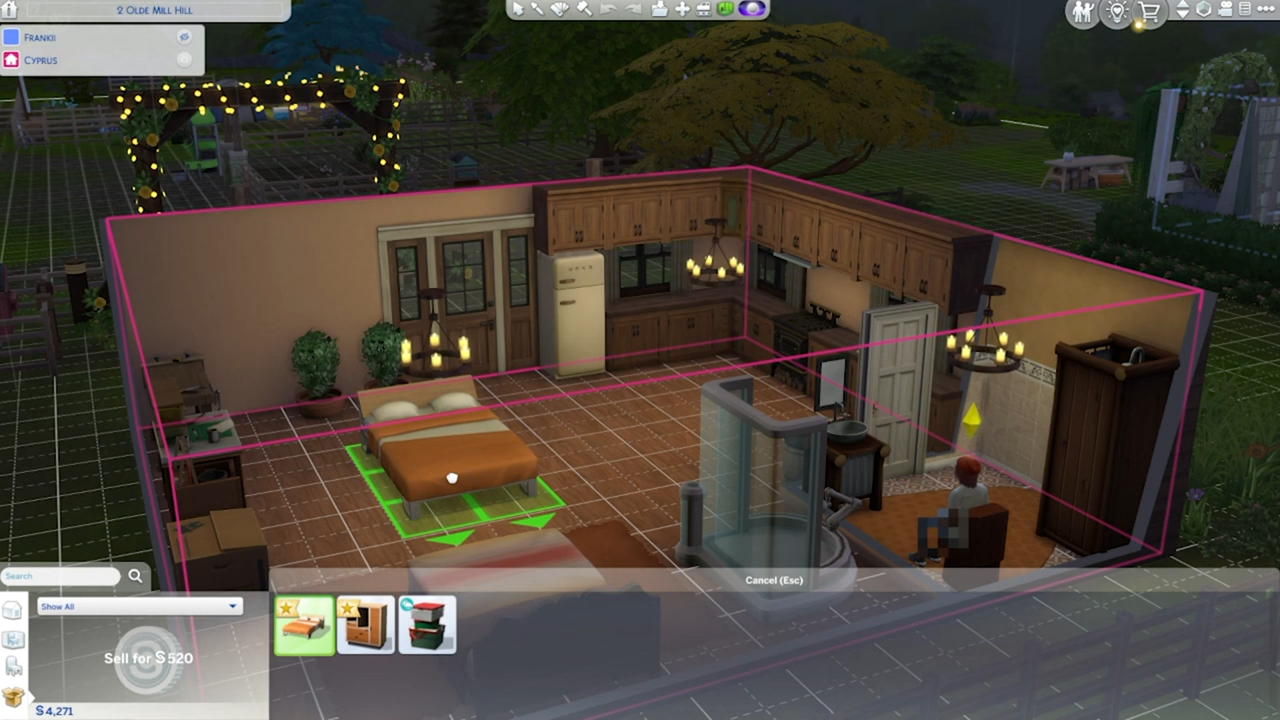 2 OLDE MILL HILL
FRANKII
CYPRUS
Cancel (Esc)
Search
Show All
Sell for §520
§4,271